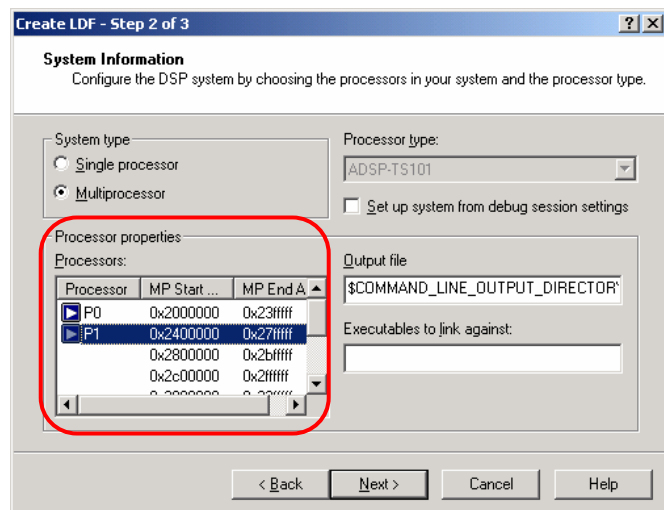 Create LDF - Step 2 of 3
System Information
Configure the DSP system by choosing the processors in your system and the processor type.
System type
Single processor
Multiprocessor
Processor type:
ADSP-TS101
Set up system from debug session settings
Processor properties
Processors:
Processor MP Start ... MP End A
P0 0x2000000 0x23fffff
P1 0x2400000 0x27fffff
0x2800000 0x2bfffff
0x2c00000 0x2ffffff
Output file
$COMMAND_LINE_OUTPUT_DIRECTORY
Executables to link against:
< Back
Next >
Cancel
Help